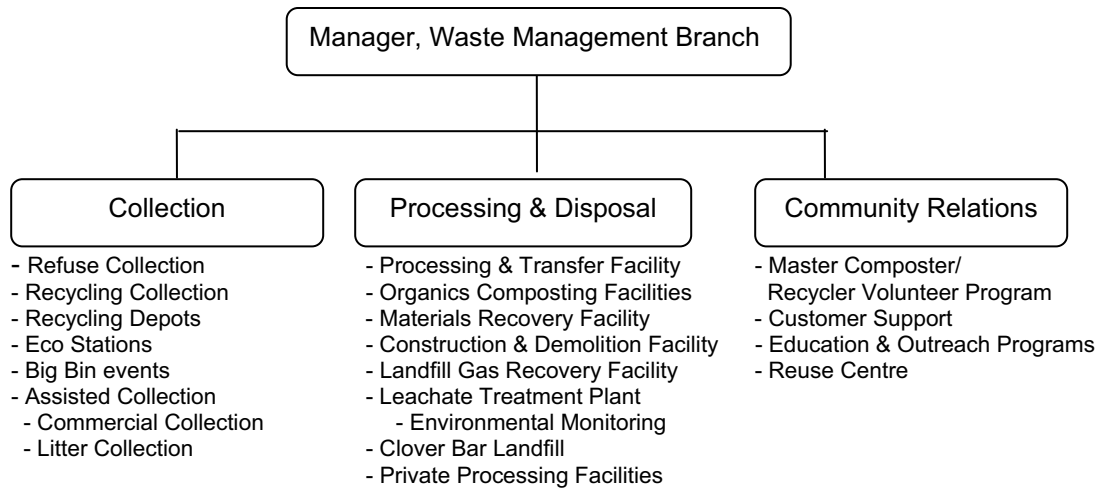 Manager, Waste Management Branch
Collection
- Refuse Collection
- Recycling Collection
- Recycling Depots
- Eco Stations
- Big Bin events
- Assisted Collection
- Commercial Collection
- Litter Collection
Processing & Disposal
- Processing & Transfer Facility
- Organics Composting Facilities
- Materials Recovery Facility
- Construction & Demolition Facility
- Landfill Gas Recovery Facility
- Leachate Treatment Plant
- Environmental Monitoring
- Clover Bar Landfill
- Private Processing Facilities
Community Relations
- Master Composter/
Recycler Volunteer Program
- Customer Support
- Education & Outreach Programs
- Reuse Centre